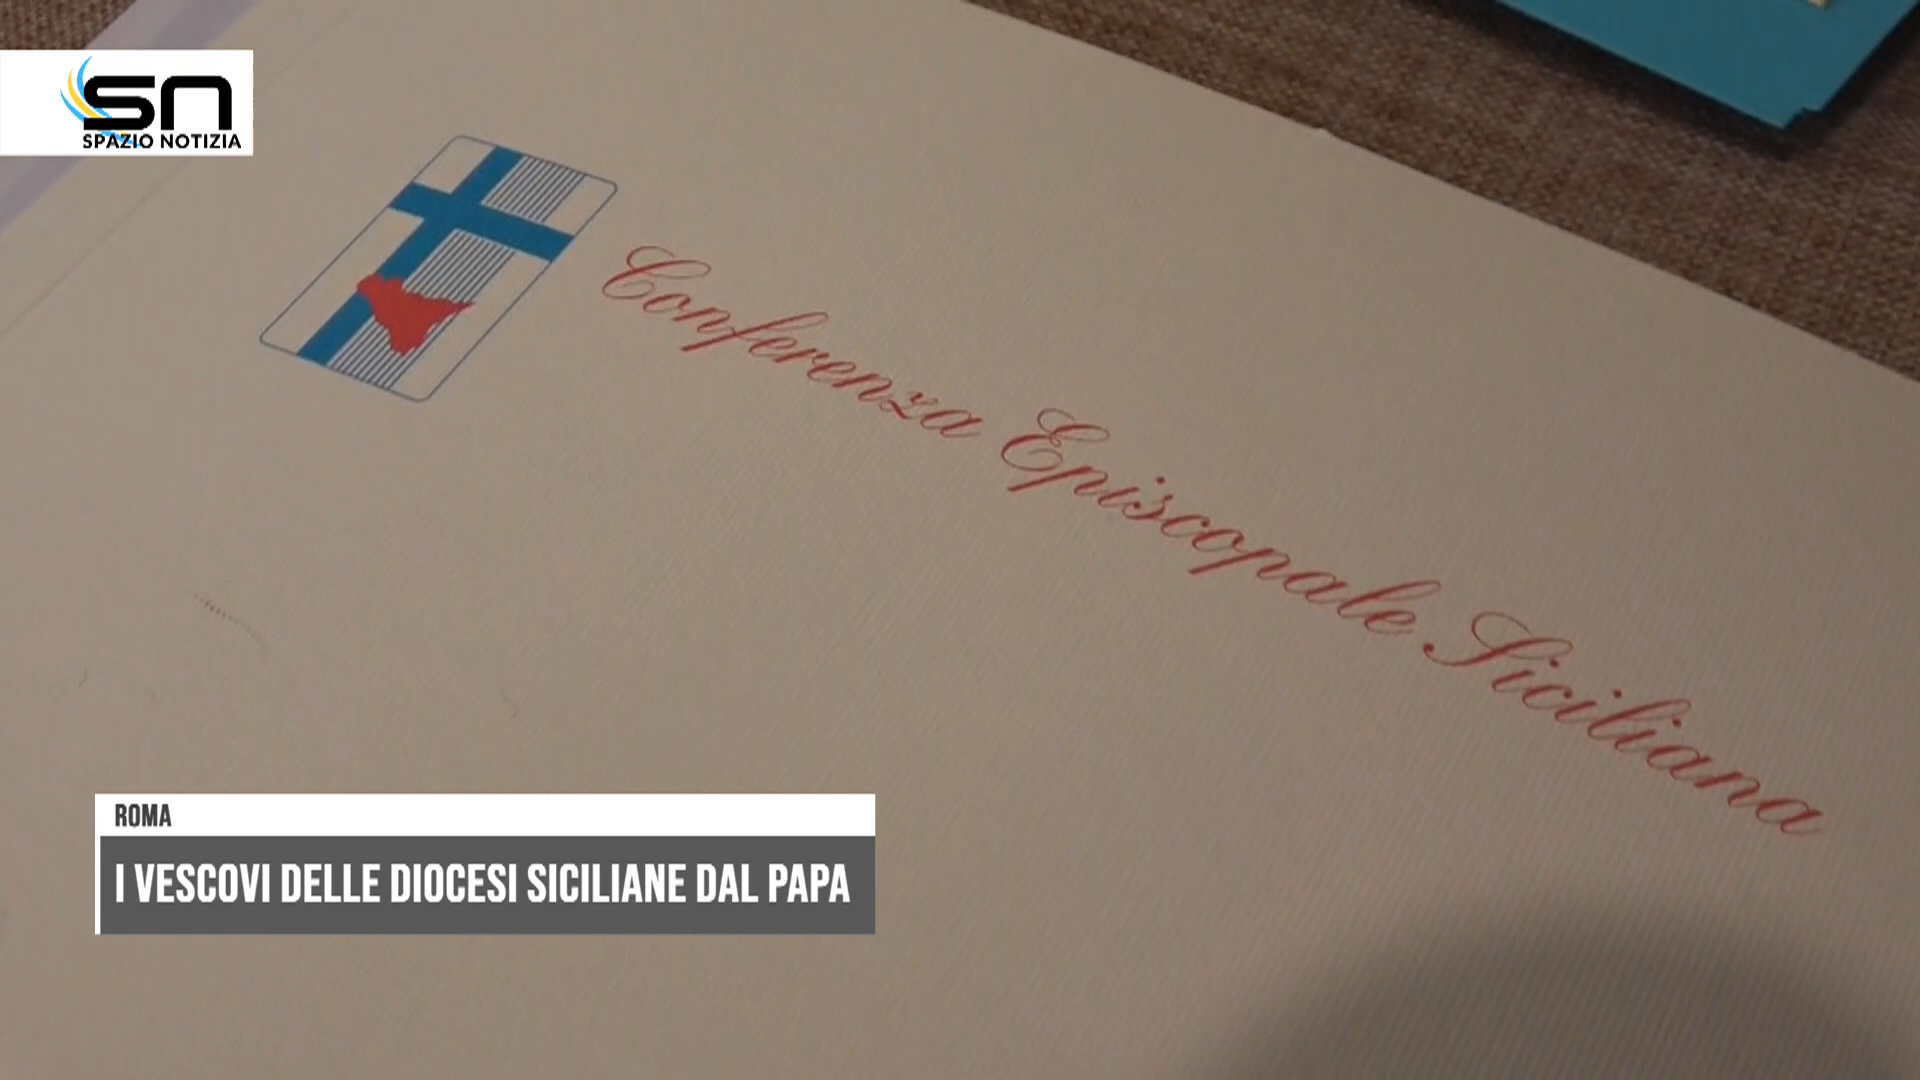 SN
SPAZIO NOTIZIA
Conferenza Episcopale Siciliana
ROMA
I VESCOVI DELLE DIOCESI SICILIANE DAL PAPA